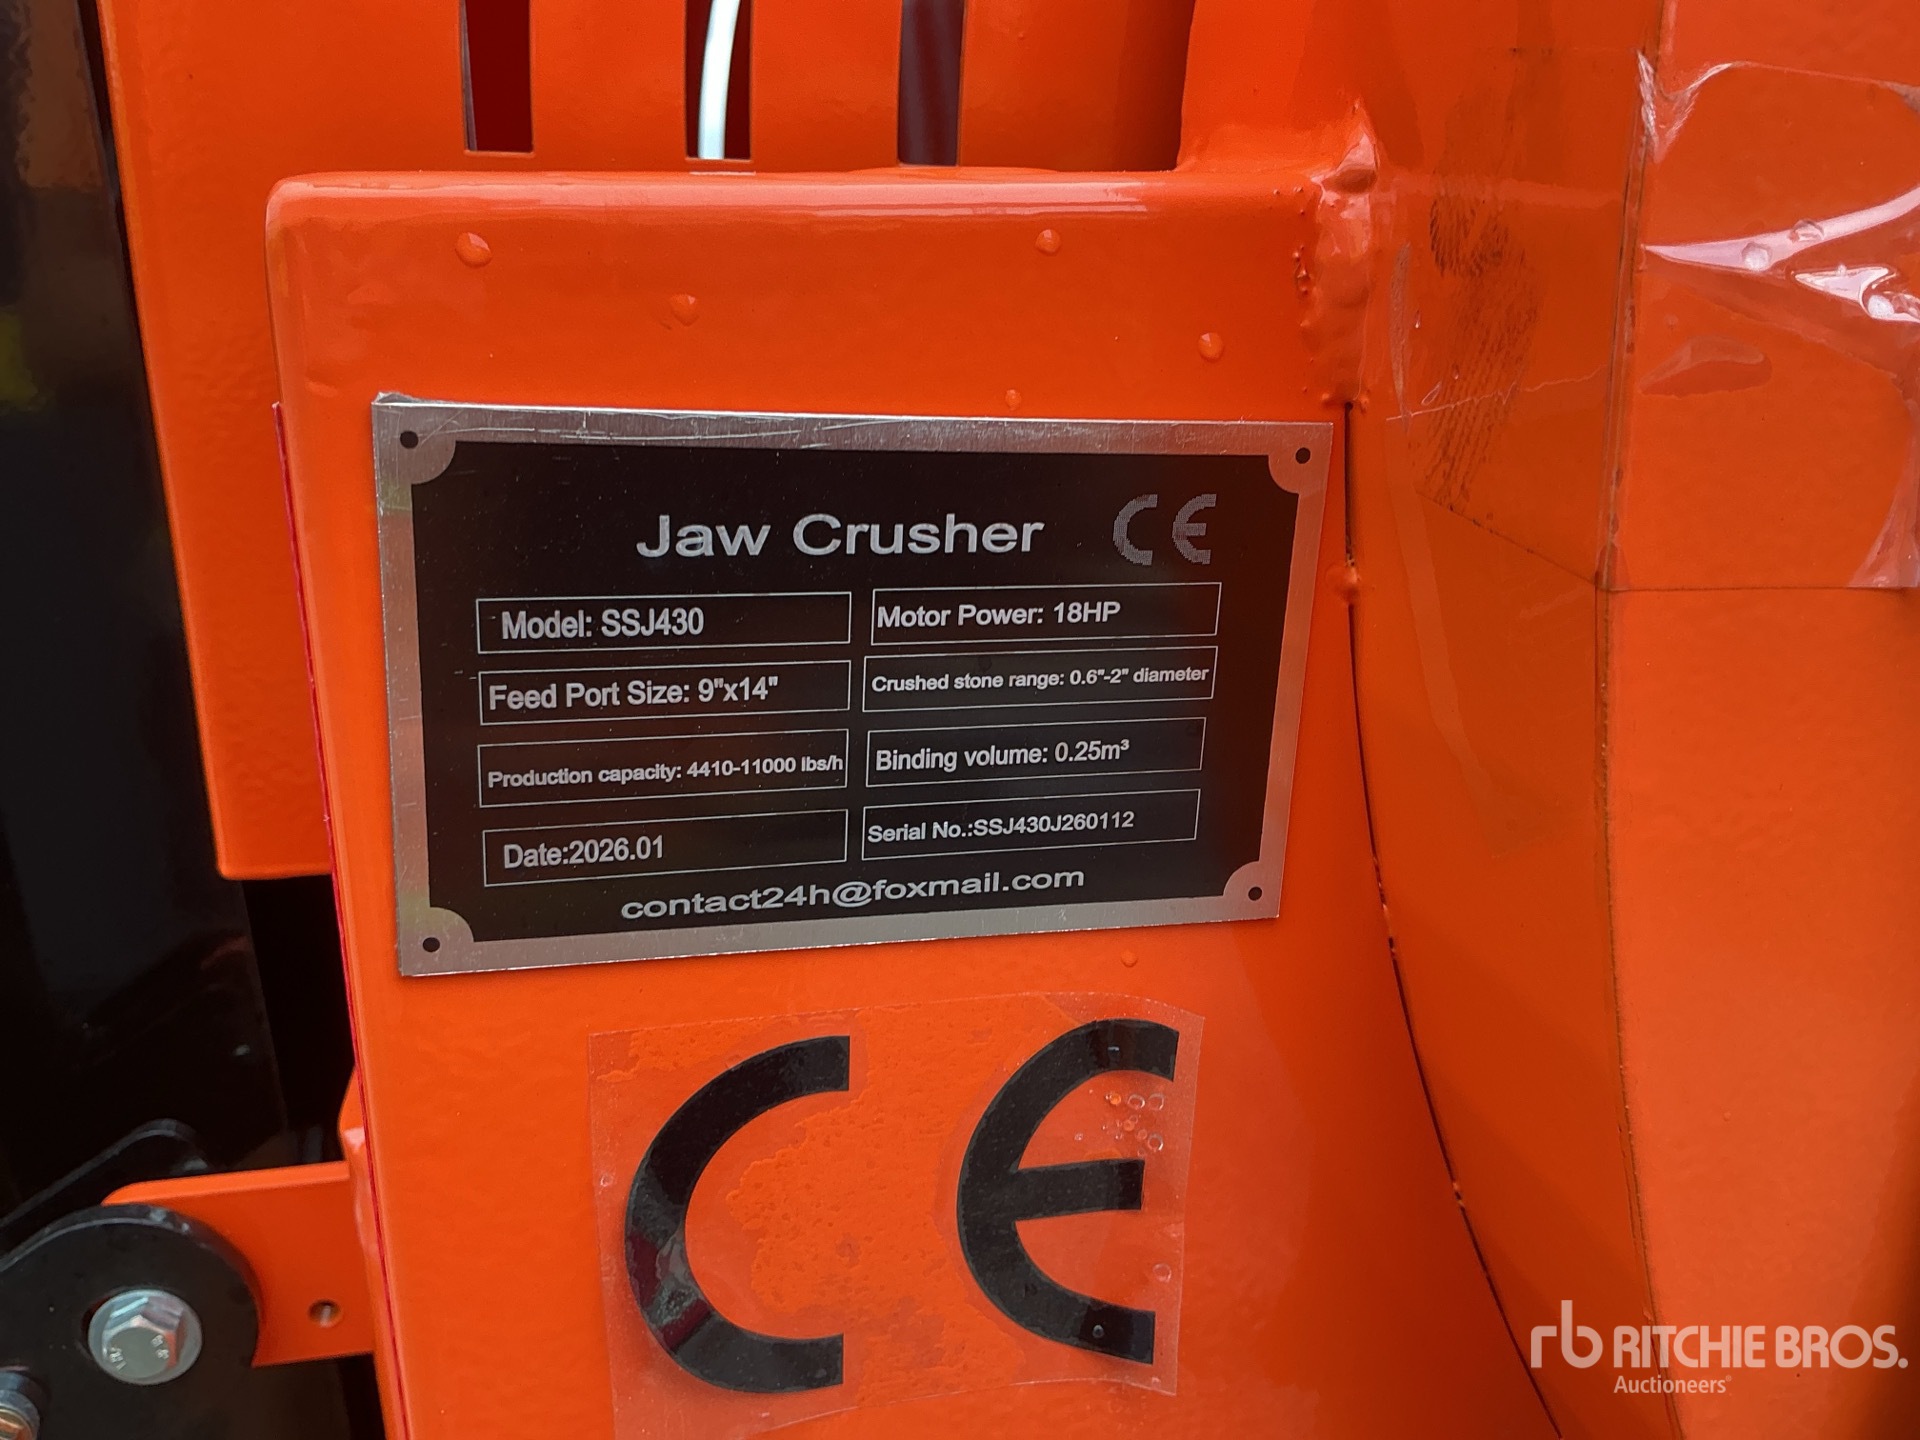 Jaw Crusher CE
Model: SSJ430
Motor Power: 18HP
Feed Port Size: 9"x14"
Crushed stone range: 0.6"-2" diameter
Production capacity: 4410-11000 lbs/h
Binding volume: 0.25m³
Date:2026.01
Serial No.:SSJ430J260112
contact24h@foxmail.com
CE
rb RITCHIE BROS.
Auctioneers